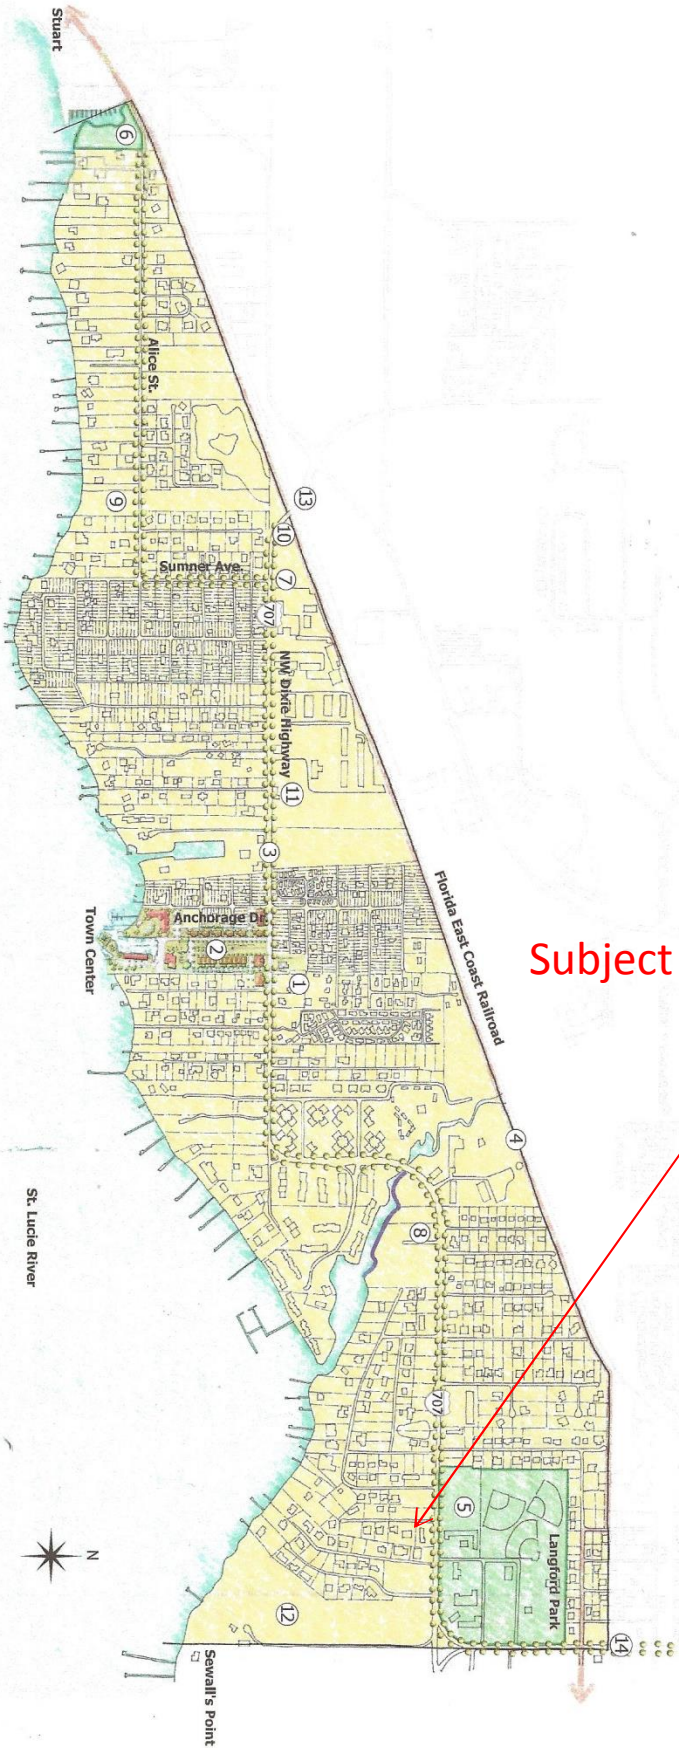 Stuart
6
Alice St.
9
13
10
Sumner Ave.
7
707
NW Dixie Highway
11
3
Florida East Coast Railroad
Town Center
Anchorage Dr.
2
1
Subject
4
St. Lucie River
8
707
5
Langford Park
N
12
14
Sewall's Point